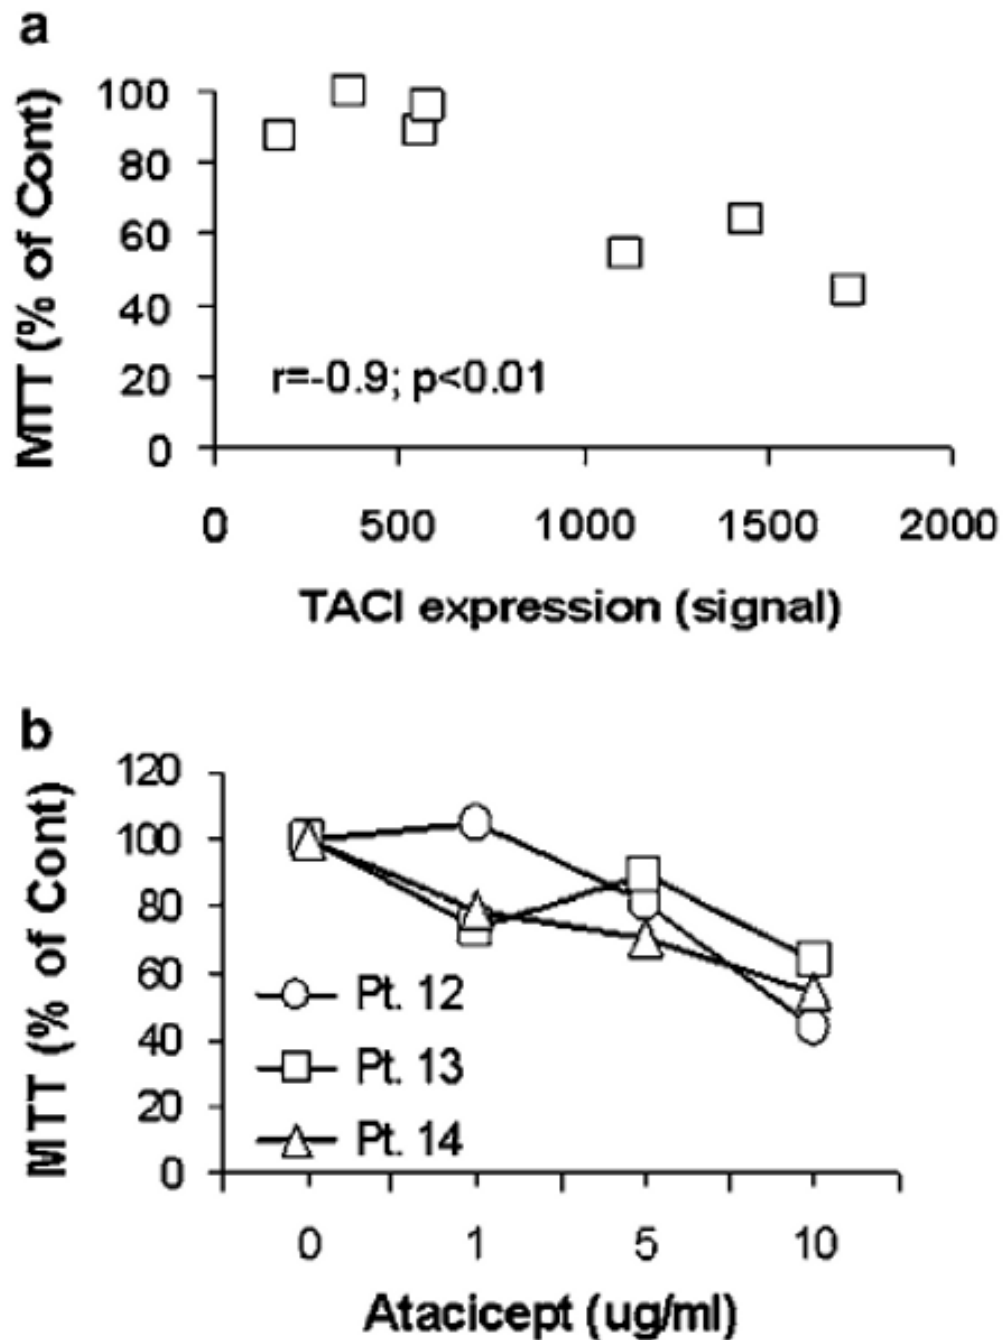 a
MTT (% of Cont)
100
80
60
40
20
0
r=-0.9; p<0.01
0 500 1000 1500 2000
TACI expression (signal)
b
MTT (% of Cont)
120
100
80
60
40
20
0
Pt. 12
Pt. 13
Pt. 14
0 1 5 10
Atacicept (ug/ml)